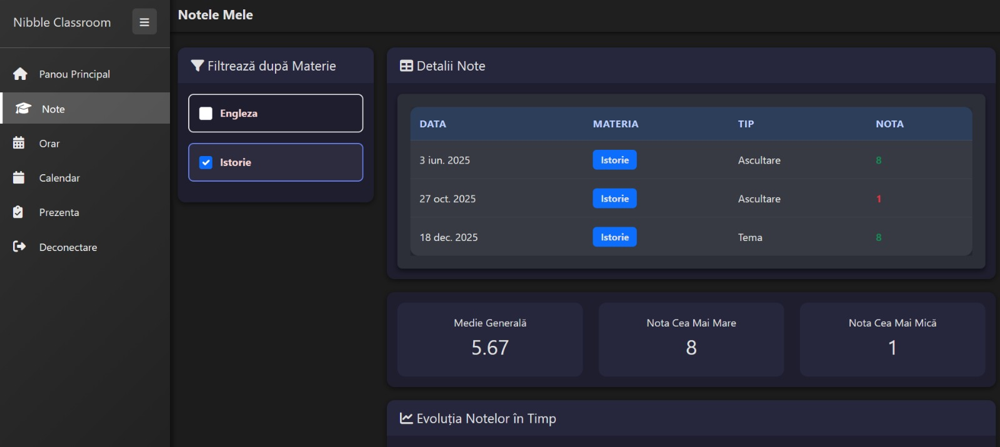 Nibble Classroom
Panou Principal
Note
Orar
Calendar
Prezenta
Deconectare
Notele Mele
Filtrează după Materie
Engleza
Istorie
Detalii Note
DATA MATERIA TIP NOTA
3 iun. 2025 Istorie Ascultare 8
27 oct. 2025 Istorie Ascultare 1
18 dec. 2025 Istorie Tema 8
Medie Generală
5.67
Nota Cea Mai Mare
8
Nota Cea Mai Mică
1
Evoluția Notelor în Timp